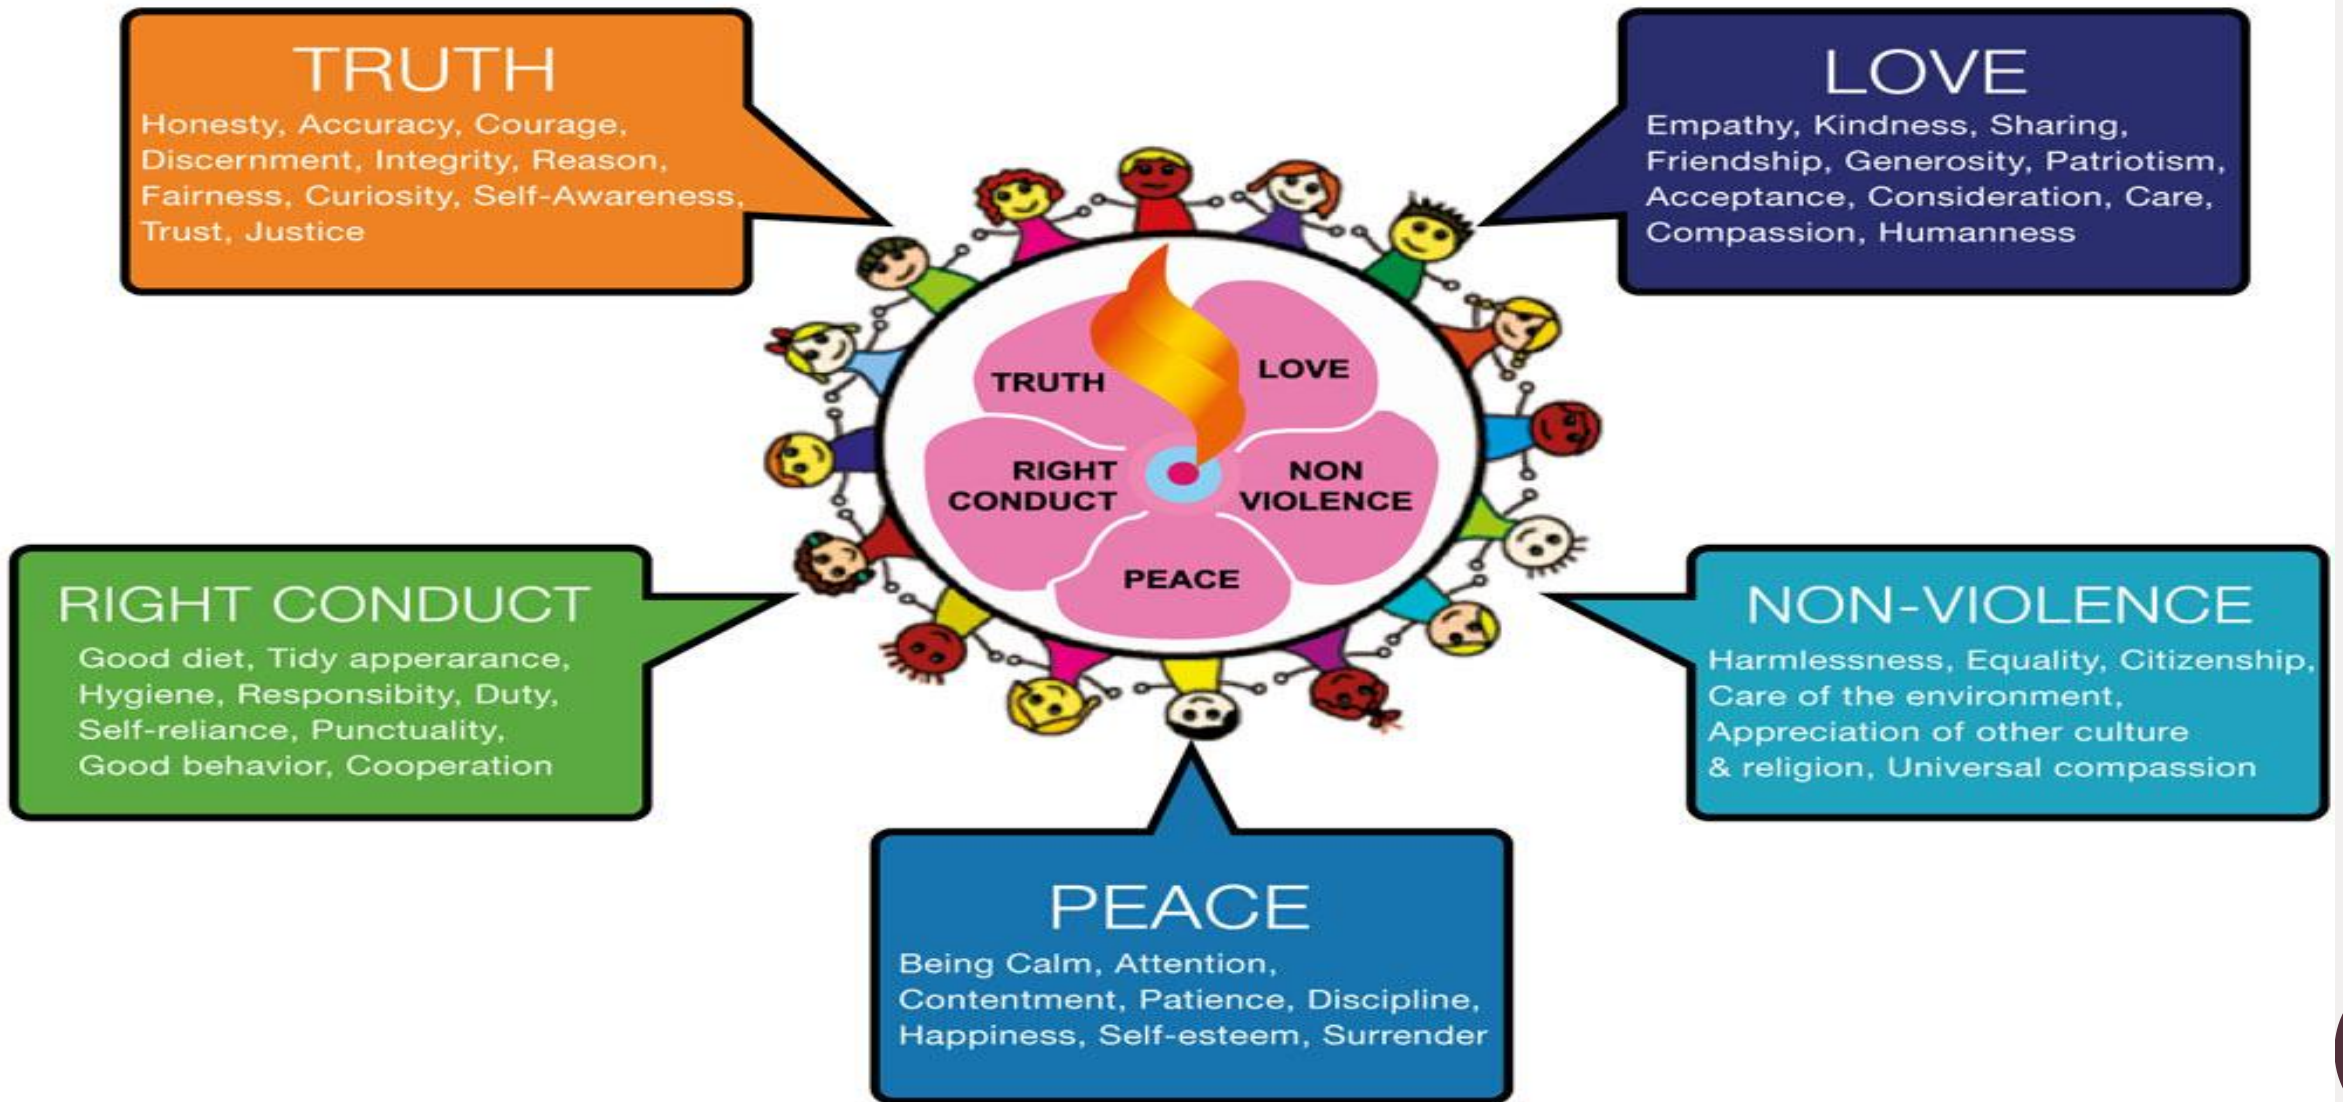 TRUTH
Honesty, Accuracy, Courage,
Discernment, Integrity, Reason,
Fairness, Curiosity, Self-Awareness,
Trust, Justice
LOVE
Empathy, Kindness, Sharing,
Friendship, Generosity, Patriotism,
Acceptance, Consideration, Care,
Compassion, Humanness
TRUTH
LOVE
RIGHT
CONDUCT
NON
VIOLENCE
PEACE
RIGHT CONDUCT
Good diet, Tidy apperarance,
Hygiene, Responsibity, Duty,
Self-reliance, Punctuality,
Good behavior, Cooperation
NON-VIOLENCE
Harmlessness, Equality, Citizenship,
Care of the environment,
Appreciation of other culture
& religion, Universal compassion
PEACE
Being Calm, Attention,
Contentment, Patience, Discipline,
Happiness, Self-esteem, Surrender